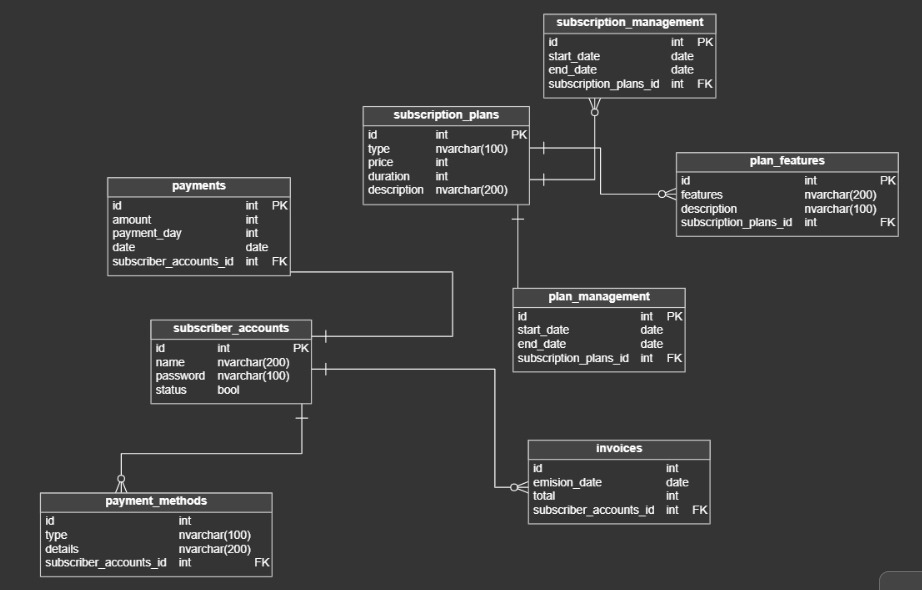 subscription_management
id int PK
start_date date
end_date date
subscription_plans_id int FK
subscription_plans
id int PK
type nvarchar(100)
price int
duration int
description nvarchar(200)
plan_features
id int PK
features nvarchar(200)
description nvarchar(100)
subscription_plans_id int FK
payments
id int PK
amount int
payment_day int
date date
subscriber_accounts_id int FK
plan_management
id int PK
start_date date
end_date date
subscription_plans_id int FK
subscriber_accounts
id int PK
name nvarchar(200)
password nvarchar(100)
status bool
invoices
id int
emision_date date
total int
subscriber_accounts_id int FK
payment_methods
id int
type nvarchar(100)
details nvarchar(200)
subscriber_accounts_id int FK